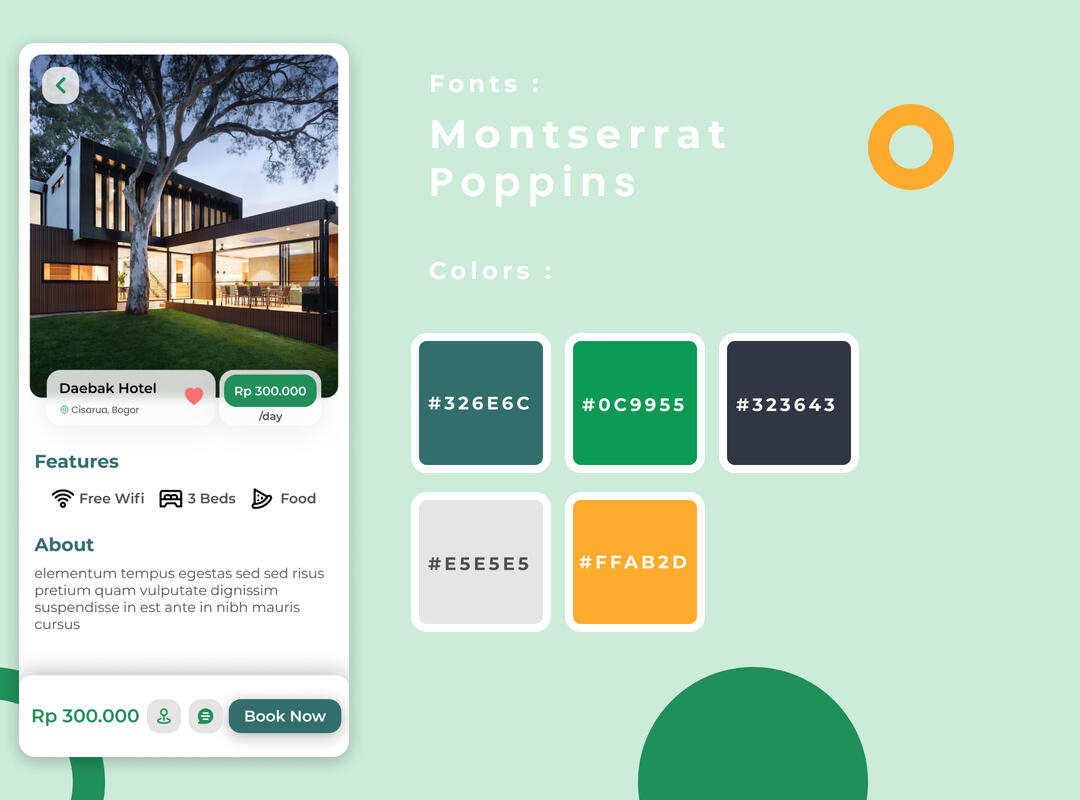 Daebak Hotel
Cisarua, Bogor
Rp 300.000
/day
Features
Free Wifi 3 Beds Food
About
elementum tempus egestas sed sed risus
pretium quam vulputate dignissim
suspendisse in est ante in nibh mauris
cursus
Rp 300.000 Book Now
Fonts :
Montserrat
Poppins
Colors :
#326E6C #0C9955 #323643
#E5E5E5 #FFAB2D